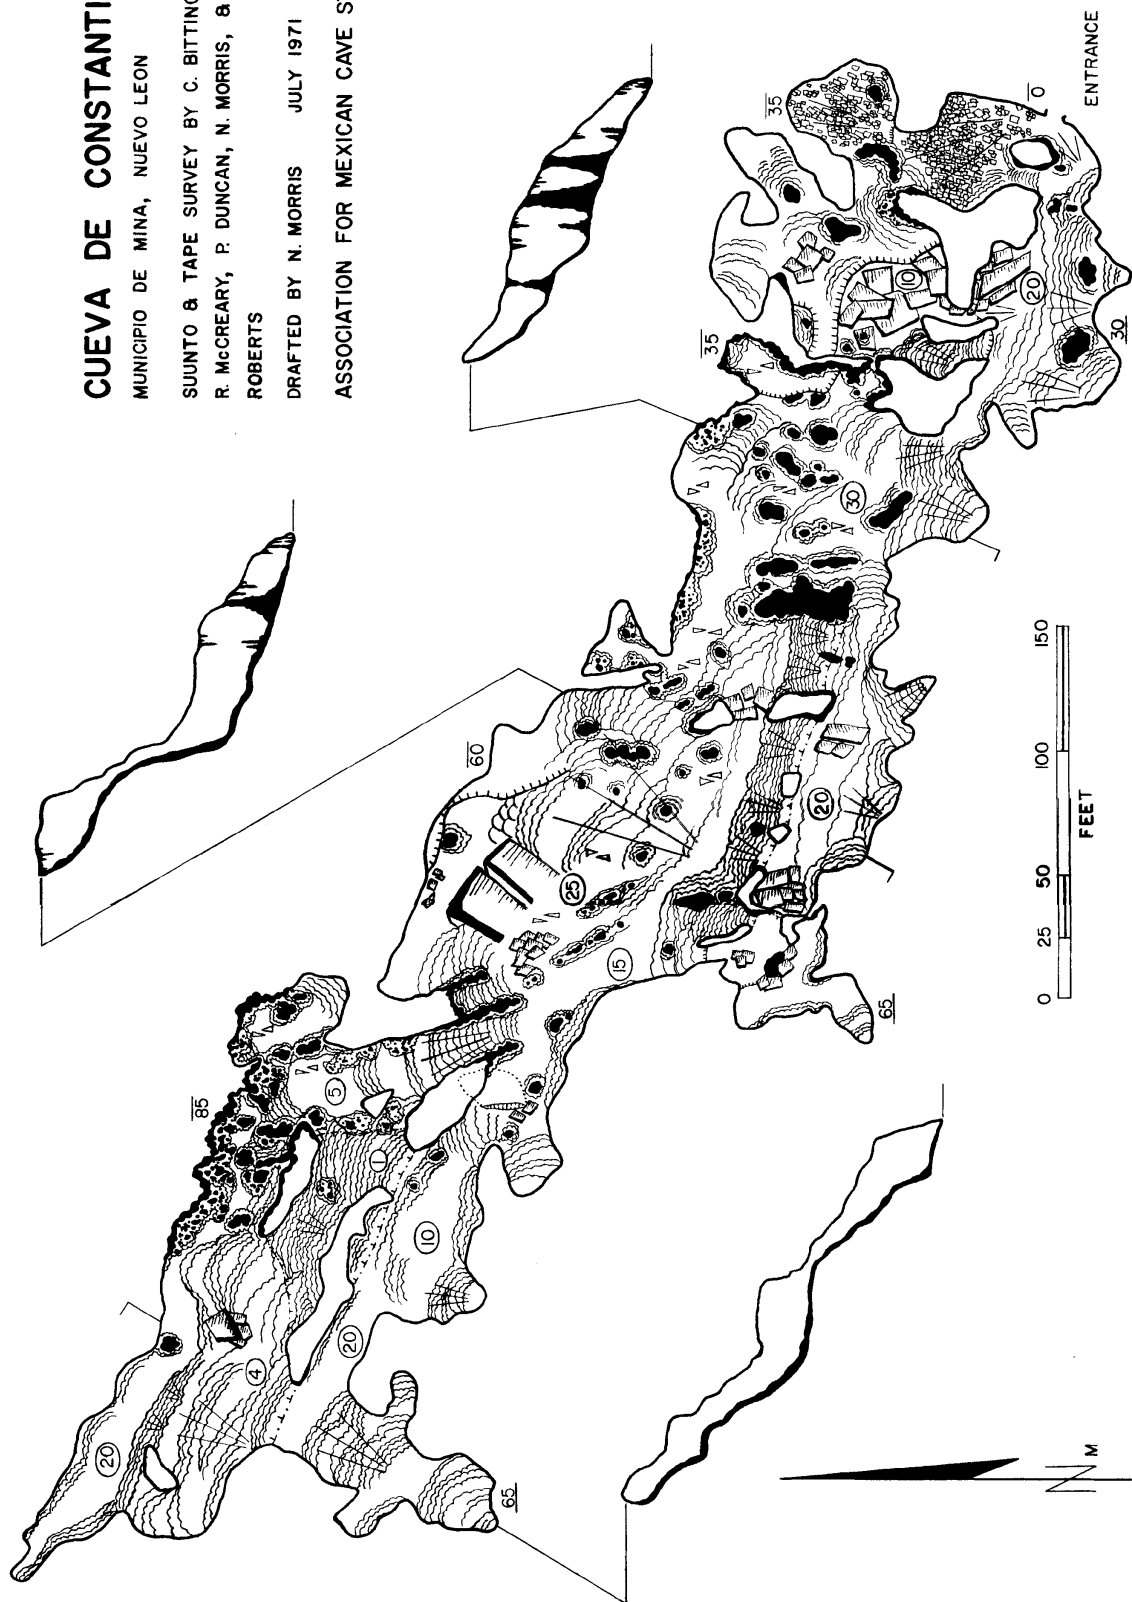 CUEVA DE CONSTANTI
MUNICIPIO DE MINA, NUEVO LEON
SUUNTO & TAPE SURVEY BY C. BITTING
R. McCREARY, P. DUNCAN, N. MORRIS, &
ROBERTS
DRAFTED BY N. MORRIS JULY 1971
ASSOCIATION FOR MEXICAN CAVE S
ENTRANCE
0
35
10
20
30
35
30
60
25
20
15
65
85
5
1
10
20
4
20
65
0 25 50 100 150
FEET
N M